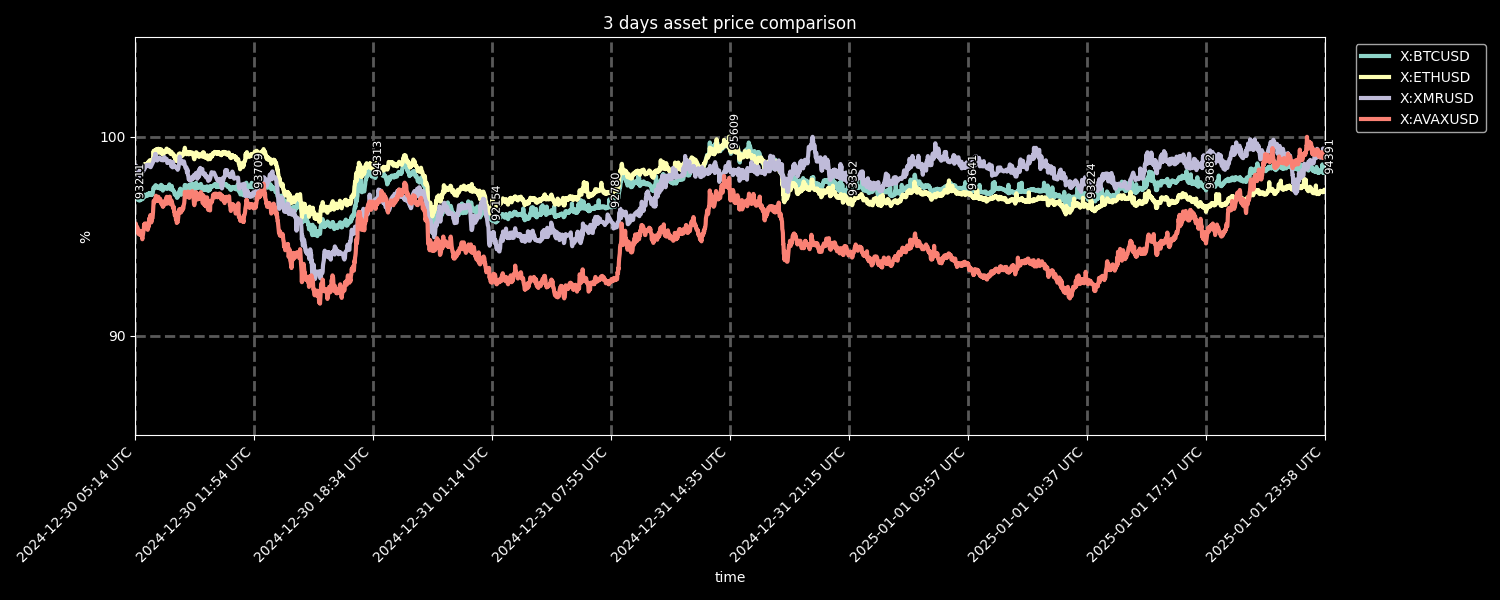 3 days asset price comparison
X:BTCUSD
X:ETHUSD
X:XMRUSD
X:AVAXUSD
100
90
%
93709
94313
92154
92780
95609
93352
93641
93224
93682
94391
2024-12-30 05:14 UTC
2024-12-30 11:54 UTC
2024-12-30 18:34 UTC
2024-12-31 01:14 UTC
2024-12-31 07:55 UTC
2024-12-31 14:35 UTC
2024-12-31 21:15 UTC
2025-01-01 03:57 UTC
2025-01-01 10:37 UTC
2025-01-01 17:17 UTC
2025-01-01 23:58 UTC
time